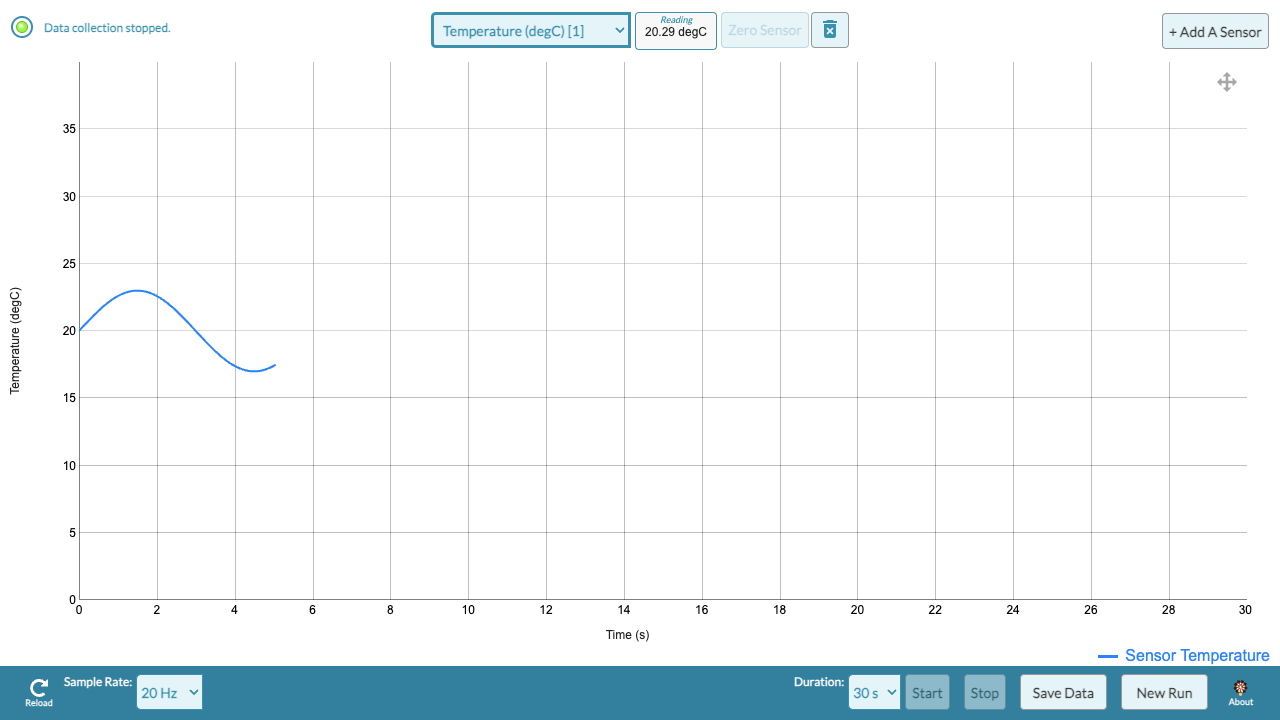 Data collection stopped.
Temperature (degC) [1]
Reading
20.29 degC
Zero Sensor
+ Add A Sensor
Temperature (degC)
35
30
25
20
15
10
5
0
0 2 4 6 8 10 12 14 16 18 20 22 24 26 28 30
Time (s)
Sensor Temperature
Reload
Sample Rate:
20 Hz
Duration:
30 s
Start
Stop
Save Data
New Run
About